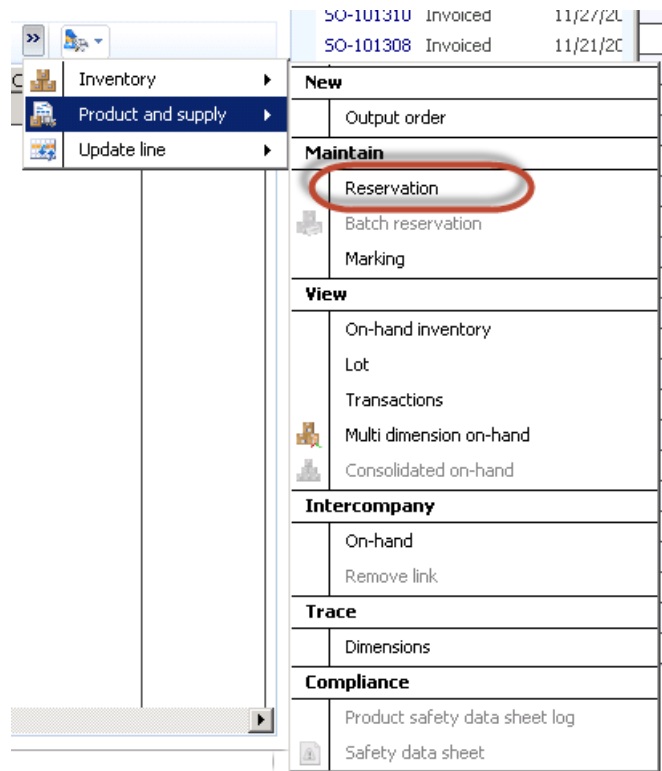 SO-101310 Invoiced 11/27/20
SO-101308 Invoiced 11/21/20
Inventory
Product and supply
Update line
New
Output order
Maintain
Reservation
Batch reservation
Marking
View
On-hand inventory
Lot
Transactions
Multi dimension on-hand
Consolidated on-hand
Intercompany
On-hand
Remove link
Trace
Dimensions
Compliance
Product safety data sheet log
Safety data sheet